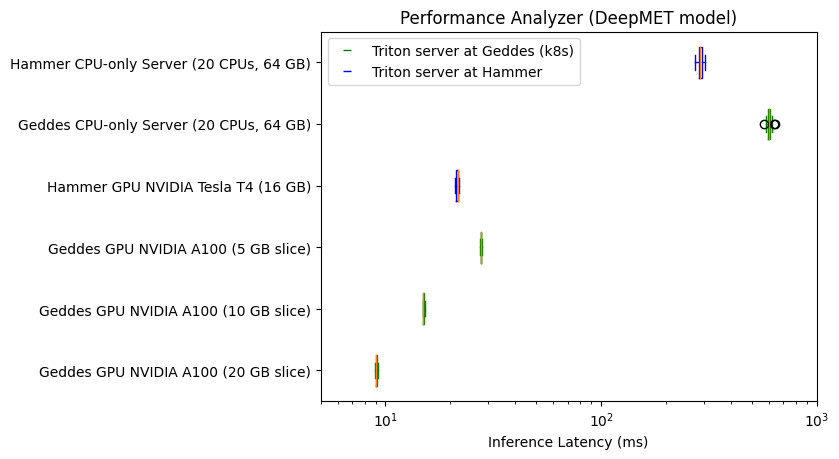 Performance Analyzer (DeepMET model)
Triton server at Geddes (k8s)
Triton server at Hammer
Hammer CPU-only Server (20 CPUs, 64 GB)
Geddes CPU-only Server (20 CPUs, 64 GB)
Hammer GPU NVIDIA Tesla T4 (16 GB)
Geddes GPU NVIDIA A100 (5 GB slice)
Geddes GPU NVIDIA A100 (10 GB slice)
Geddes GPU NVIDIA A100 (20 GB slice)
10¹ 10² 10³
Inference Latency (ms)